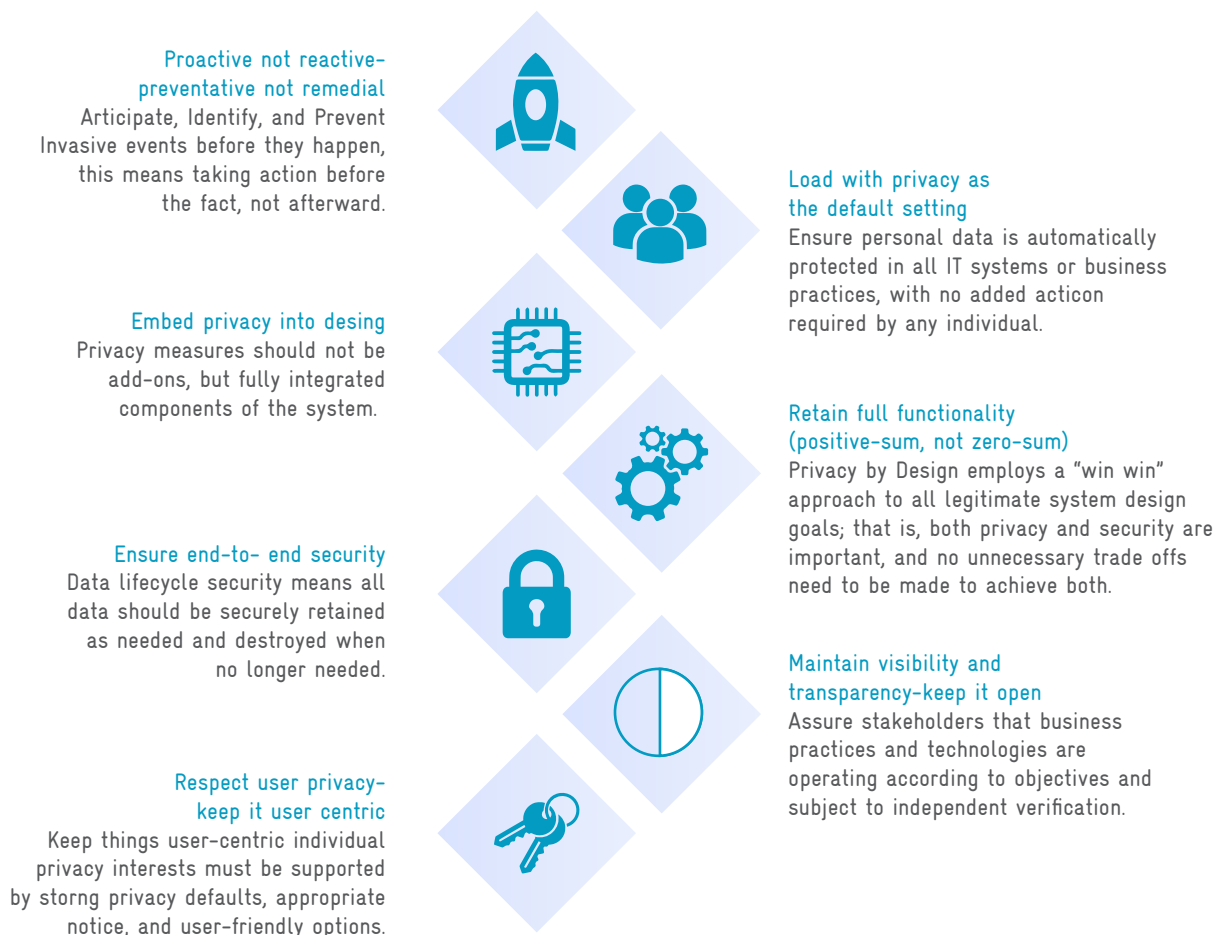 Proactive not reactive-
preventative not remedial
Articipate, Identify, and Prevent
Invasive events before they happen,
this means taking action before
the fact, not afterward.
Load with privacy as
the default setting
Ensure personal data is automatically
protected in all IT systems or business
practices, with no added acticon
required by any individual.
Embed privacy into desing
Privacy measures should not be
add-ons, but fully integrated
components of the system.
Retain full functionality
(positive-sum, not zero-sum)
Privacy by Design employs a “win win”
approach to all legitimate system design
goals; that is, both privacy and security are
important, and no unnecessary trade offs
need to be made to achieve both.
Ensure end-to- end security
Data lifecycle security means all
data should be securely retained
as needed and destroyed when
no longer needed.
Maintain visibility and
transparency-keep it open
Assure stakeholders that business
practices and technologies are
operating according to objectives and
subject to independent verification.
Respect user privacy-
keep it user centric
Keep things user-centric individual
privacy interests must be supported
by storng privacy defaults, appropriate
notice, and user-friendly options.